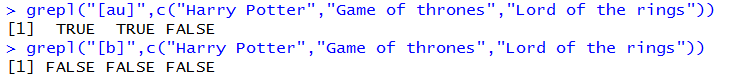 > grepl("[au]",c("Harry Potter","Game of thrones","Lord of the rings"))
[1]  TRUE  TRUE FALSE
> grepl("[b]",c("Harry Potter","Game of thrones","Lord of the rings"))
[1] FALSE FALSE FALSE